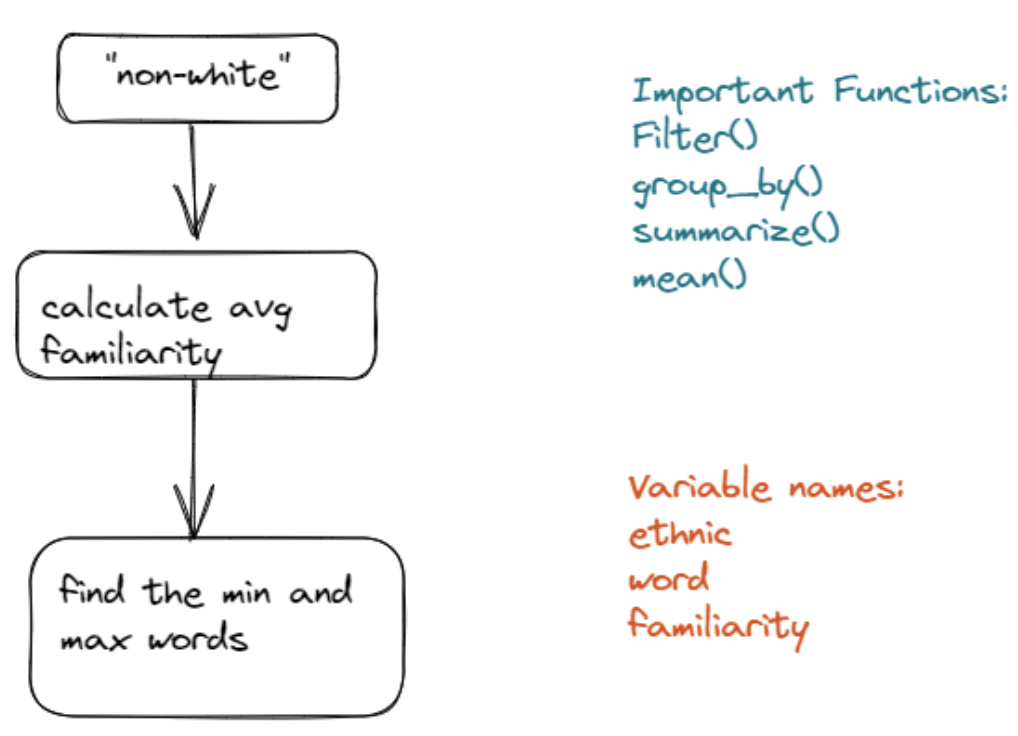 "non-white"
calculate avg
familiarity
find the min and
max words
Important Functions:
Filter()
group_by()
summarize()
mean()
Variable names:
ethnic
word
familiarity